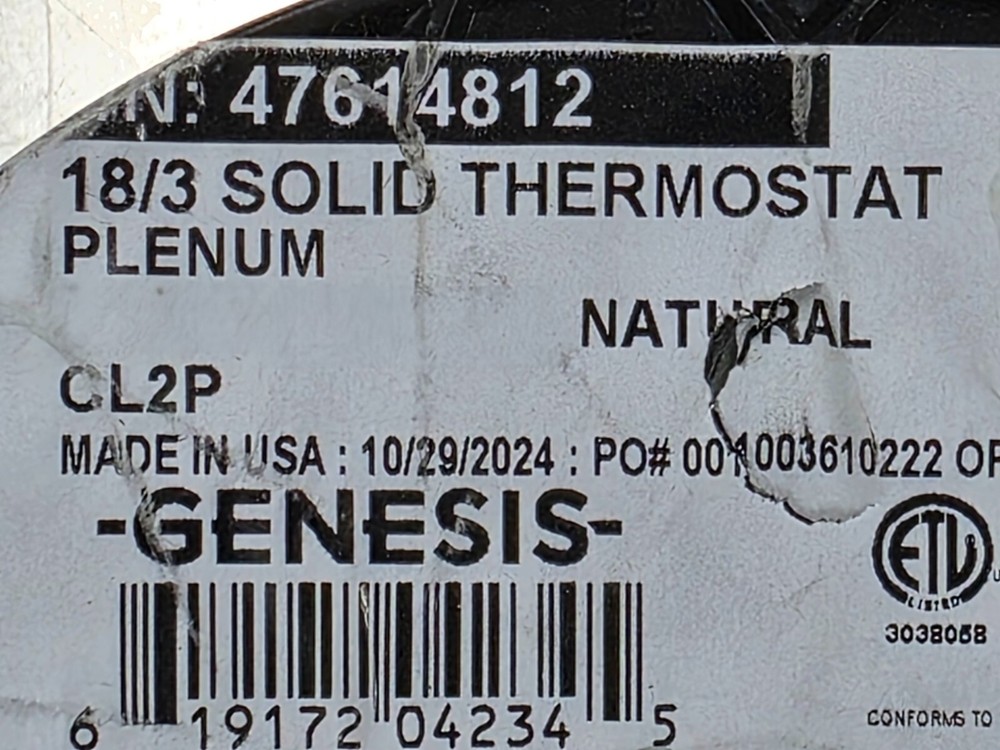 N: 47614812
18/3 SOLID THERMOSTAT
PLENUM
NATURAL
CL2P
MADE IN USA : 10/29/2024 : PO# 001003610222 OR
-GENESIS-
ETL
LISTED
3038058
6 19172 04234 5
CONFORMS TO